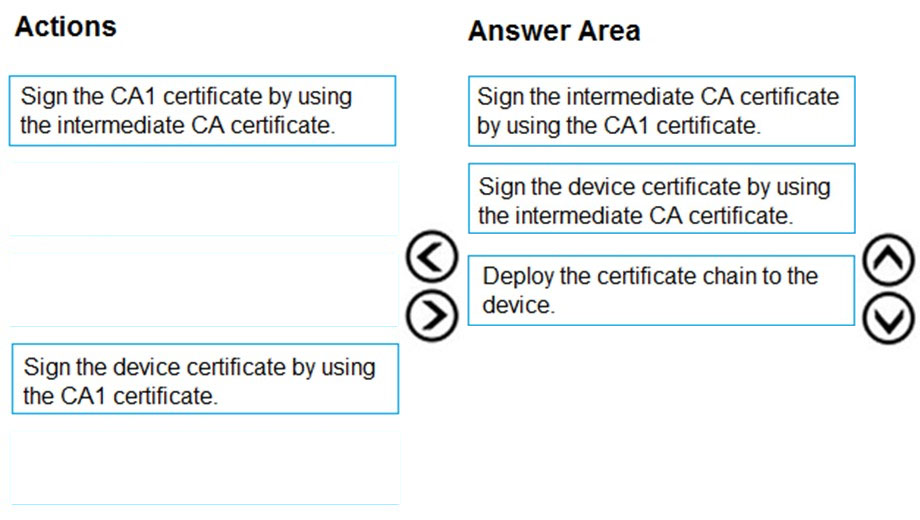 Actions
Sign the CA1 certificate by using
the intermediate CA certificate.
Sign the device certificate by using
the CA1 certificate.
Answer Area
Sign the intermediate CA certificate
by using the CA1 certificate.
Sign the device certificate by using
the intermediate CA certificate.
Deploy the certificate chain to the
device.